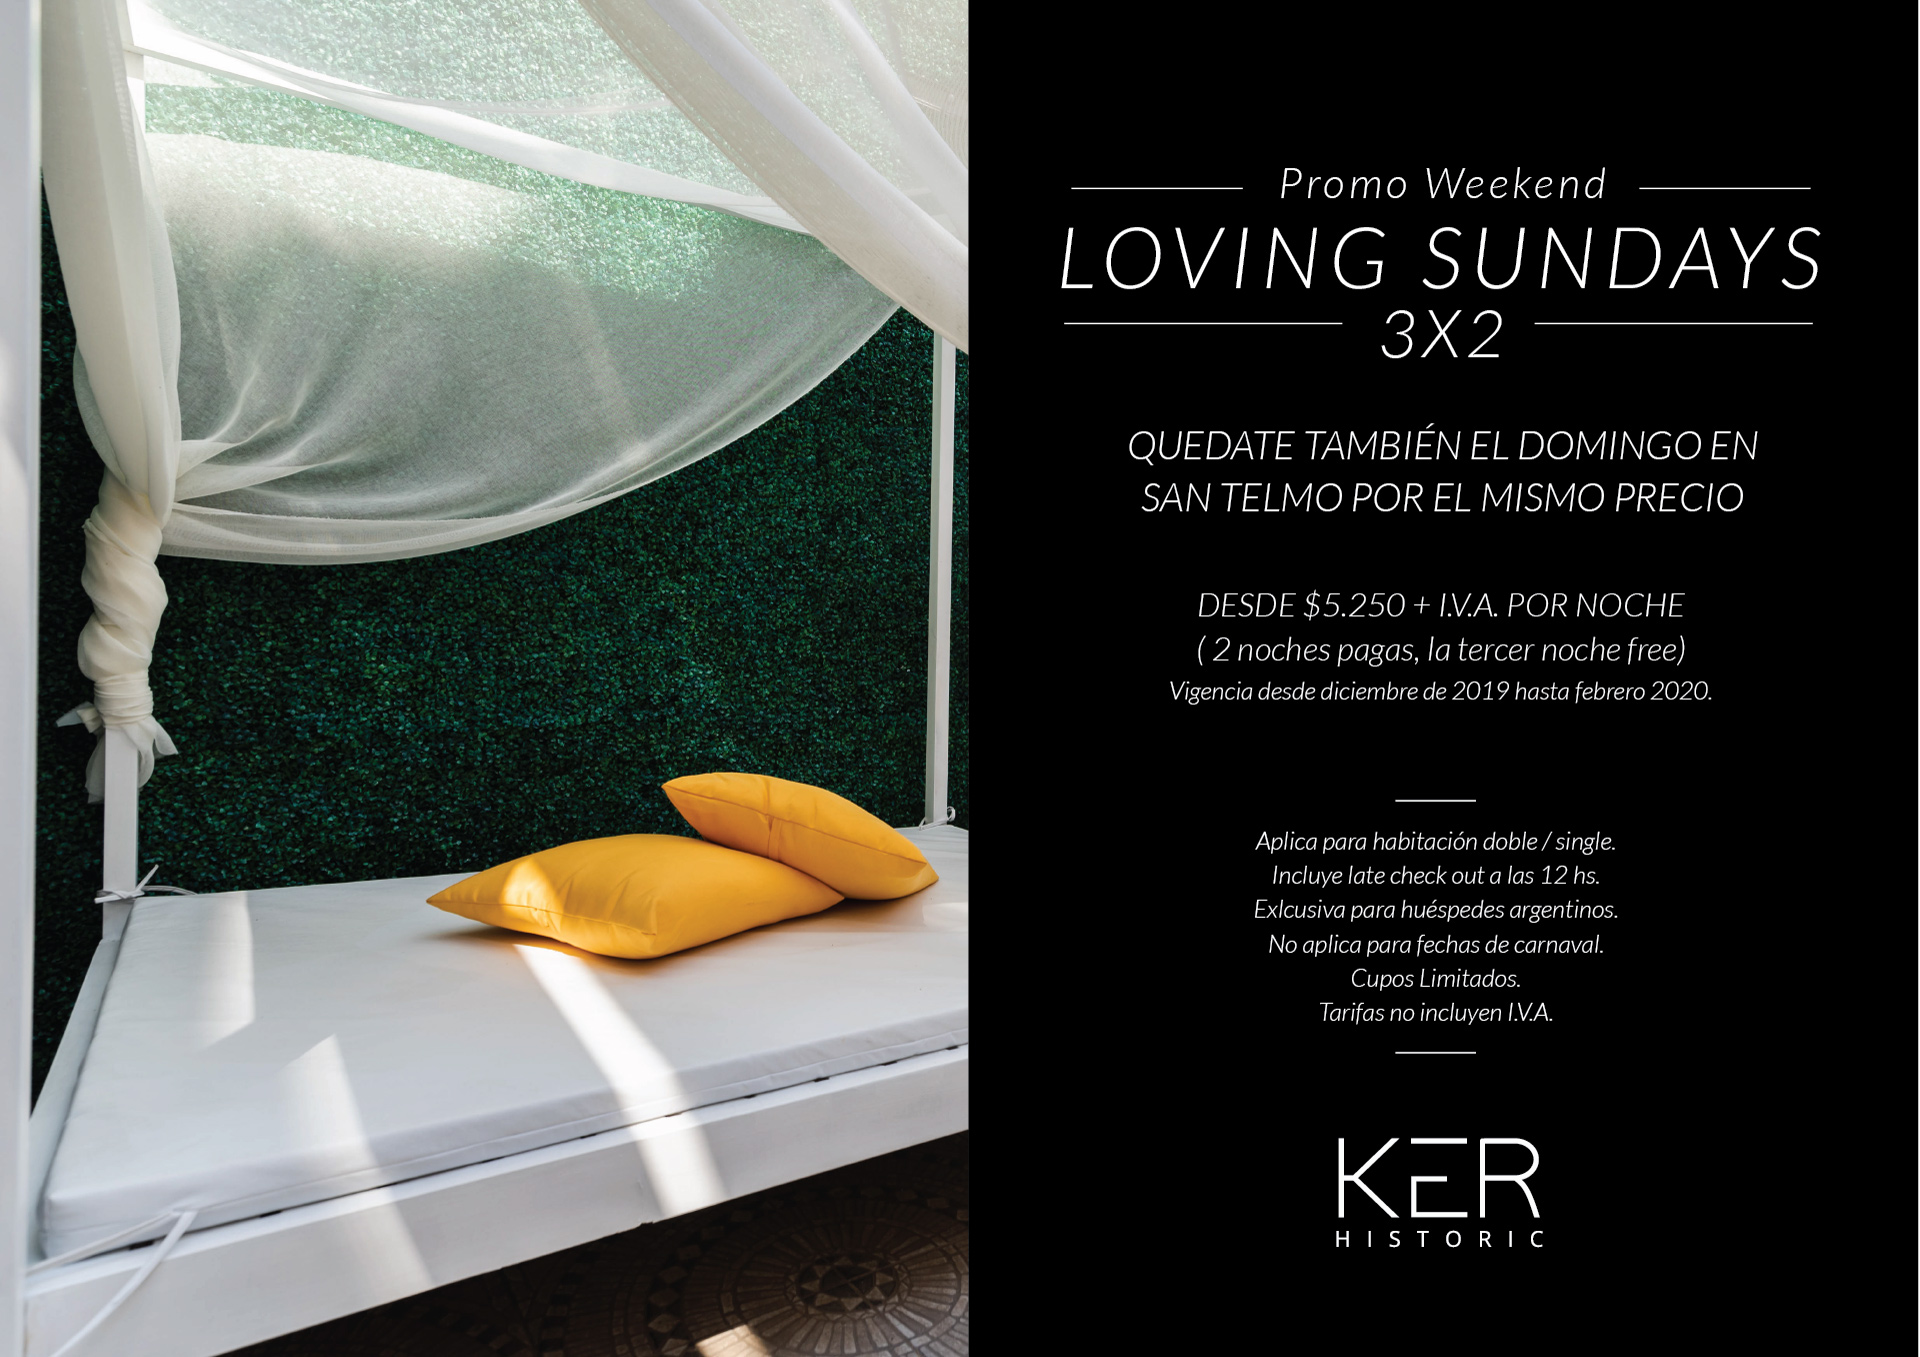 Promo Weekend
LOVING SUNDAYS
3X2
QUEDATE TAMBIÉN EL DOMINGO EN
SAN TELMO POR EL MISMO PRECIO
DESDE $5.250 + I.V.A. POR NOCHE
( 2 noches pagas, la tercer noche free)
Vigencia desde diciembre de 2019 hasta febrero 2020.
Aplica para habitación doble / single.
Incluye late check out a las 12 hs.
Exlcusiva para huéspedes argentinos.
No aplica para fechas de carnaval.
Cupos Limitados.
Tarifas no incluyen I.V.A.
KER
HISTORIC